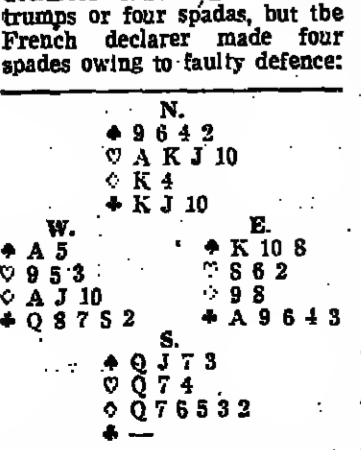 trumps or four spadas, but the
French declarer made four
spades owing to faulty defence:
N.
♠ 9 6 4 2
♡ A K J 10
◇ K 4
♣ K J 10
W. E.
♠ A 5 ♠ K 10 8
♡ 9 5 3 ♡ 8 6 2
◇ A J 10 ◇ 9 8
♣ Q 8 7 5 2 ♣ A 9 6 4 3
S.
♠ Q J 7 3
♡ Q 7 4
◇ Q 7 6 5 3 2
♣ —